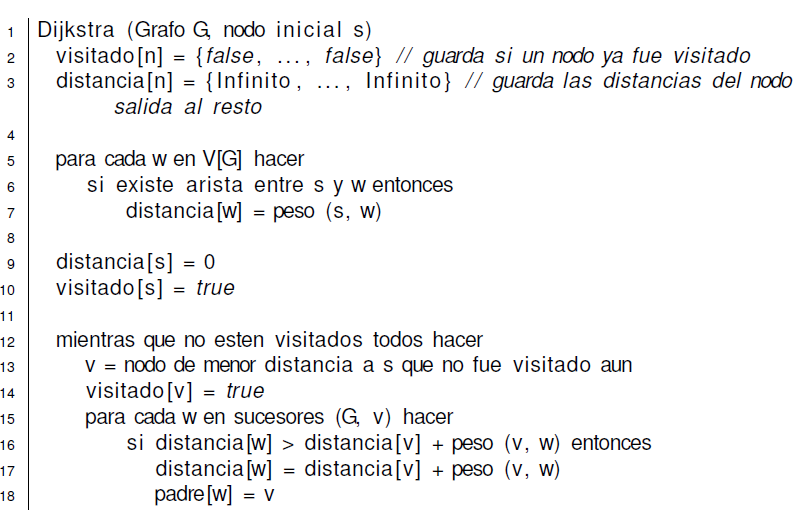 1 Dijkstra (Grafo G, nodo inicial s)
2 visitado[n] = {false, ..., false} // guarda si un nodo ya fue visitado
3 distancia[n] = {Infinito, ..., Infinito} // guarda las distancias del nodo
salida al resto
4
5 para cada w en V[G] hacer
6 si existe arista entre s y w entonces
7 distancia[w] = peso (s, w)
8
9 distancia[s] = 0
10 visitado[s] = true
11
12 mientras que no esten visitados todos hacer
13 v = nodo de menor distancia a s que no fue visitado aun
14 visitado[v] = true
15 para cada w en sucesores (G, v) hacer
16 si distancia[w] > distancia[v] + peso (v, w) entonces
17 distancia[w] = distancia[v] + peso (v, w)
18 padre[w] = v